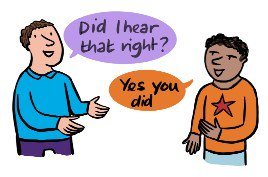 Did I hear
that right?
Yes you
did